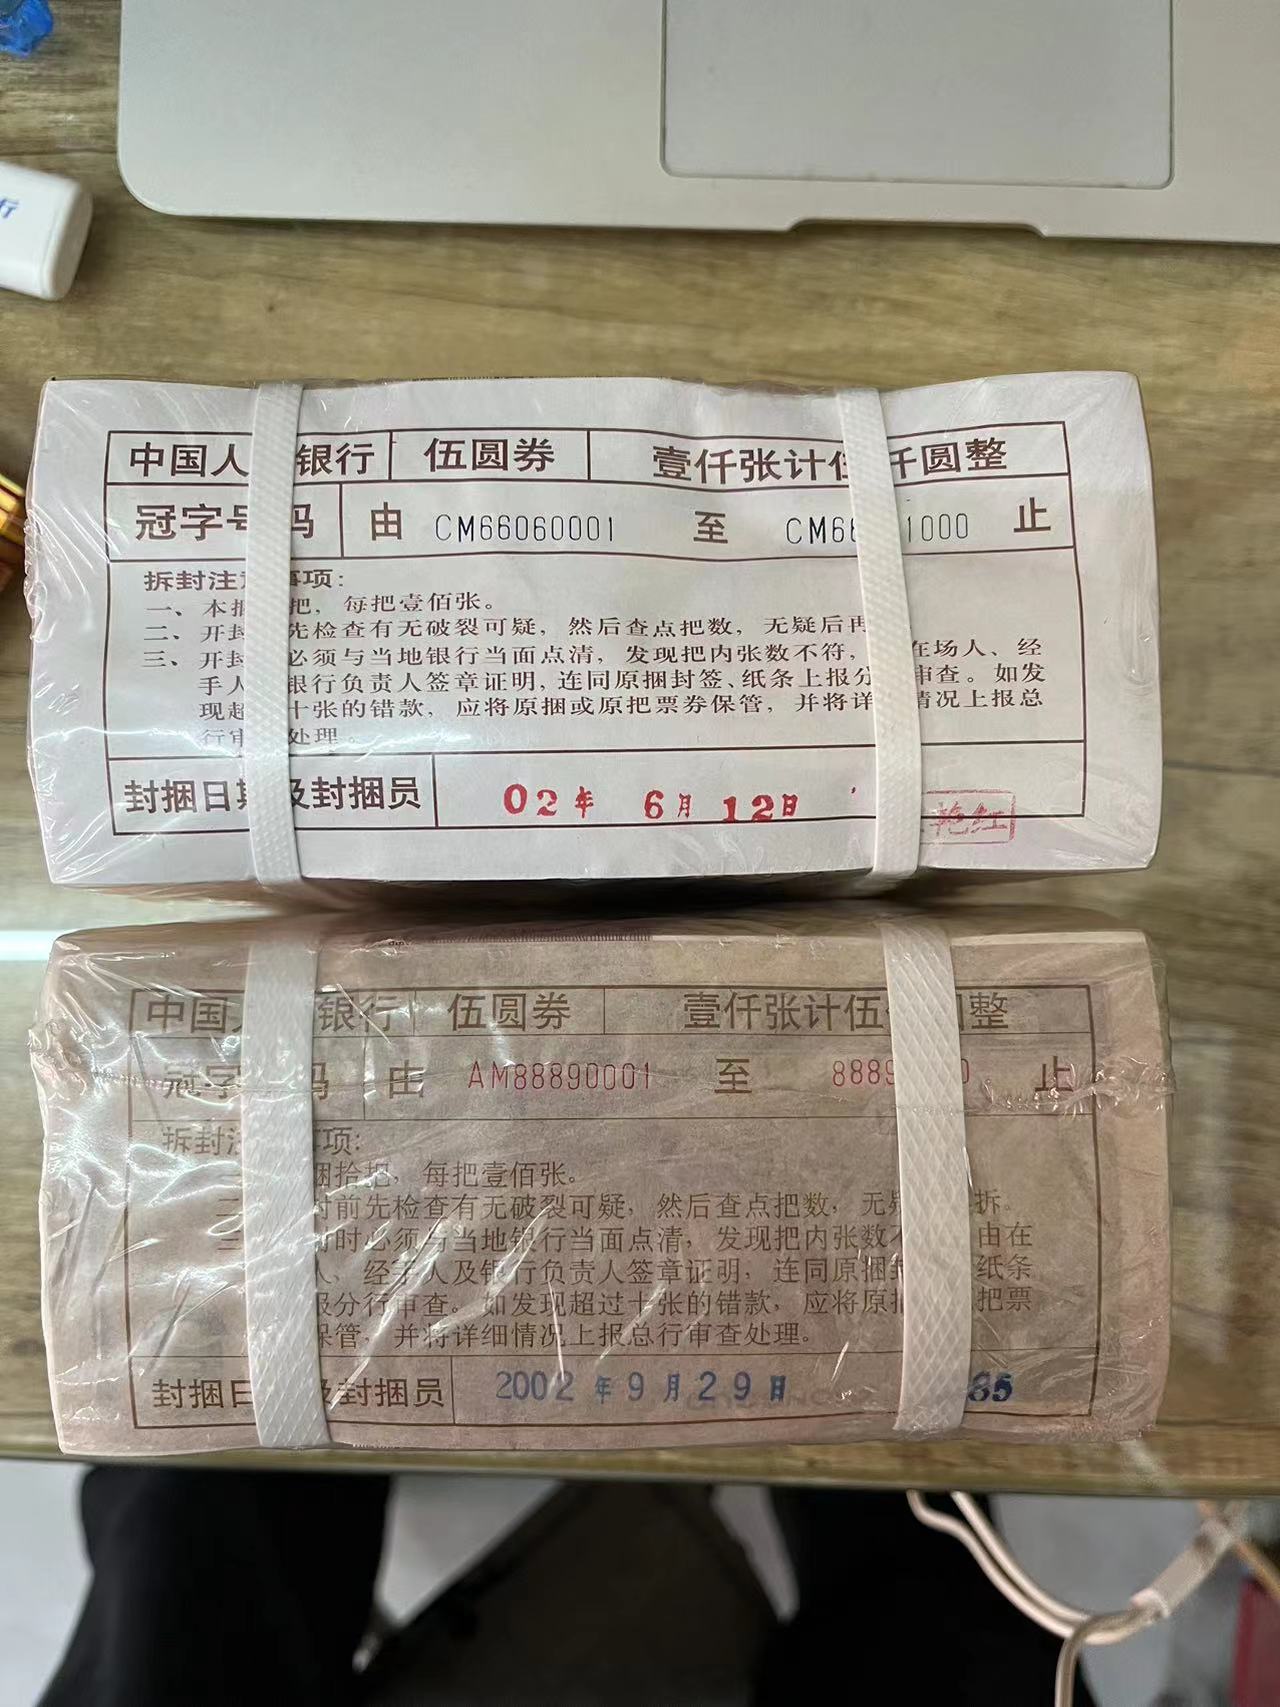 行
中国人 银行 伍圆券 壹仟张计伍 仟圆整
冠字号码 由 CM66060001 至 CM66 1000 止
拆封注 事项：
一、本捆 把，每把壹佰张。
二、开封 先检查有无破裂可疑，然后查点把数，无疑后再
三、开封 必须与当地银行当面点清，发现把内张数不符， 在场人、经
手人 银行负责人签章证明，连同原捆封签、纸条上报分 审查。如发
现超 十张的错款，应将原捆或原把票券保管，并将详 情况上报总
行审 处理。
封捆日期及封捆员 02年 6月 12日 艳红
中国人 银行 伍圆券 壹仟张计伍 圆整
冠字 码 由 AM88890001 至 8889 0 止
拆封注 事项：
捆拾把，每把壹佰张。
封前先检查有无破裂可疑，然后查点把数，无疑 拆。
封时必须与当地银行当面点清，发现把内张数不 由在
人，经手人及银行负责人签章证明，连同原捆封 纸条
报分行审查。如发现超过十张的错款，应将原捆 把票
保管，并将详细情况上报总行审查处理。
封捆日 及封捆员 2002年9月29日 85